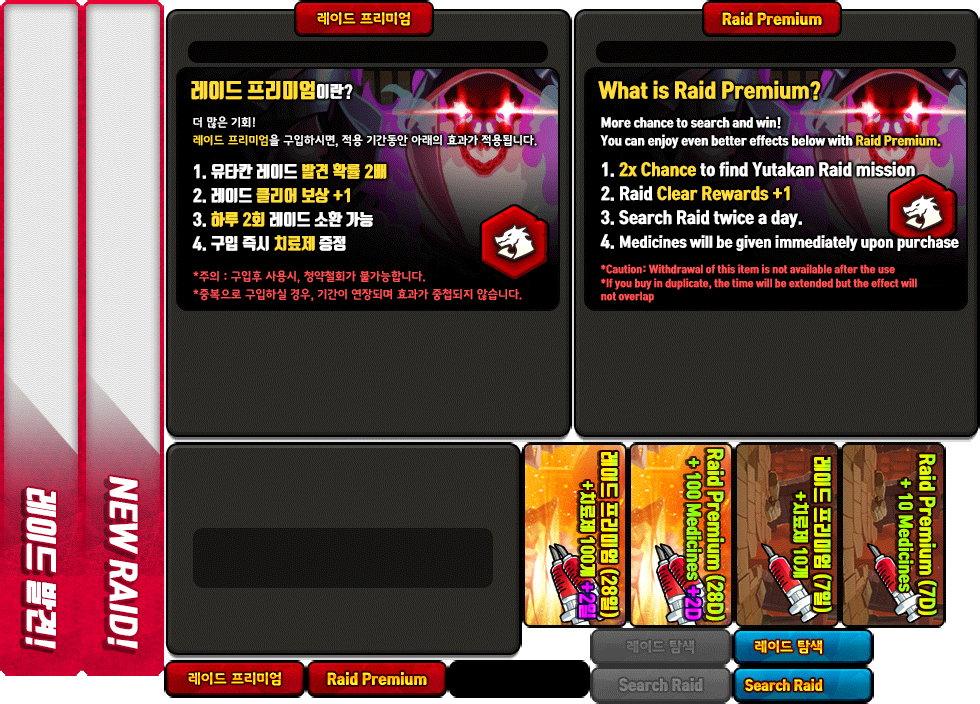 레이드 프리미엄
레이드 프리미엄이란?
더 많은 기회!
레이드 프리미엄을 구입하시면, 적용 기간동안 아래의 효과가 적용됩니다.
1. 유타칸 레이드 발견 확률 2배
2. 레이드 클리어 보상 +1
3. 하루 2회 레이드 소환 가능
4. 구입 즉시 치료제 증정
*주의 : 구입후 사용시, 청약철회가 불가능합니다.
*중복으로 구입하실 경우, 기간이 연장되며 효과가 중첩되지 않습니다.
Raid Premium
What is Raid Premium?
More chance to search and win!
You can enjoy even better effects below with Raid Premium.
1. 2x Chance to find Yutakan Raid mission
2. Raid Clear Rewards +1
3. Search Raid twice a day.
4. Medicines will be given immediately upon purchase
*Caution: Withdrawal of this item is not available after the use
*If you buy in duplicate, the time will be extended but the effect will
not overlap
레이드 발견!
NEW RAID!
레이드 프리미엄 (28일)
+치료제 100개 +2일
Raid Premium (28D)
+ 100 Medicines +2D
레이드 프리미엄 (7일)
+치료제 10개
Raid Premium (7D)
+ 10 Medicines
레이드 탐색
레이드 탐색
레이드 프리미엄
Raid Premium
Search Raid
Search Raid